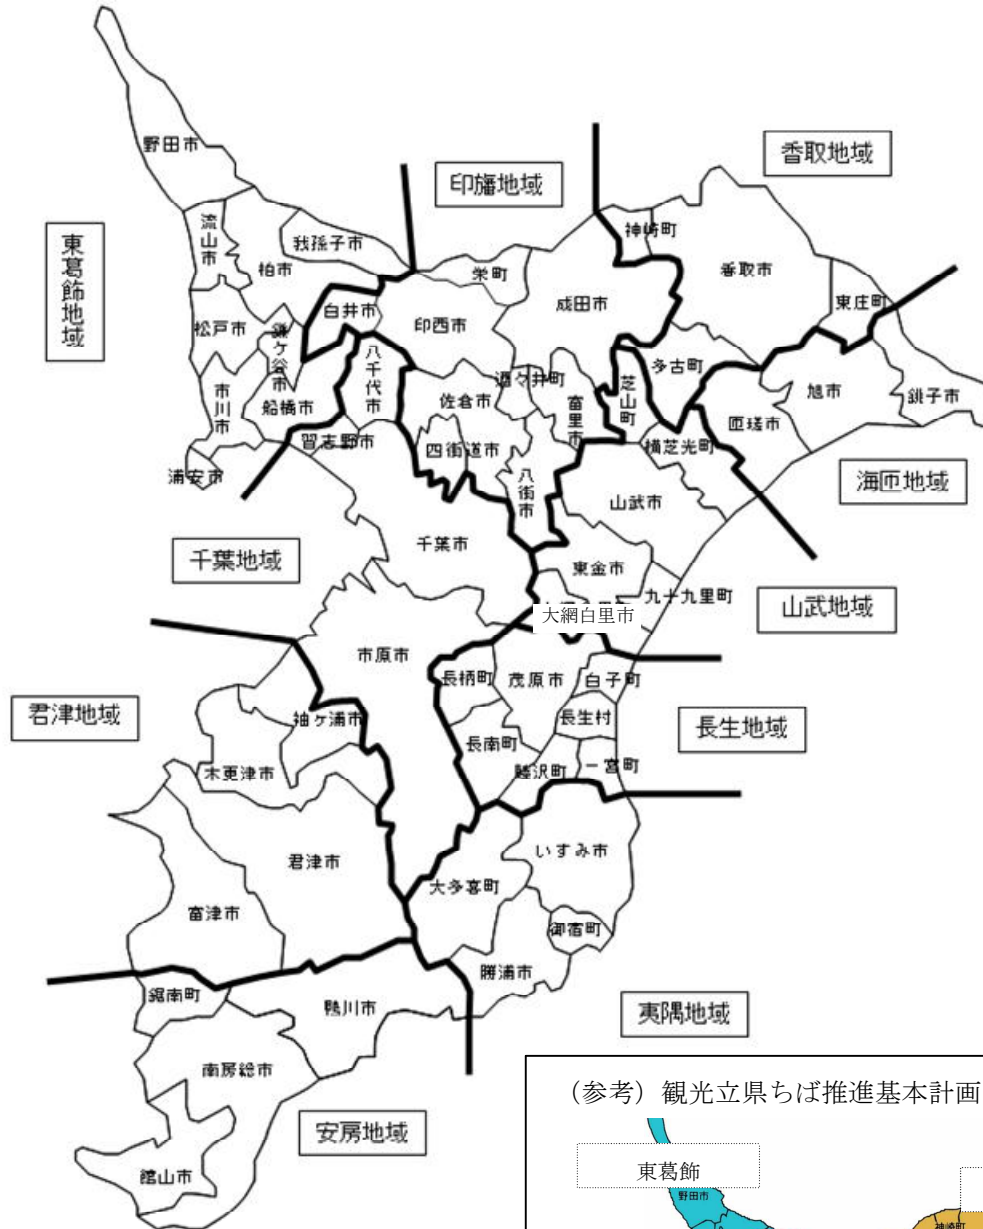 香取地域
印旛地域
東葛飾地域
野田市
流山市
柏市
我孫子市
神崎町
香取市
東庄町
栄町
成田市
白井市
印西市
松戸市
鎌ケ谷市
八千代市
多古町
旭市
銚子市
市川市
船橋市
佐倉市
酒々井町
富里市
芝山町
匝瑳市
習志野市
四街道市
横芝光町
浦安市
八街市
海匝地域
山武市
千葉地域
千葉市
東金市
九十九里町
山武地域
大網白里市
市原市
長柄町
茂原市
白子町
君津地域
袖ケ浦市
長生村
長生地域
長南町
木更津市
睦沢町
一宮町
いすみ市
君津市
大多喜町
富津市
御宿町
勝浦市
鋸南町
鴨川市
夷隅地域
南房総市
安房地域
館山市
（参考）観光立県ちば推進基本計画
東葛飾
野田市
神崎町